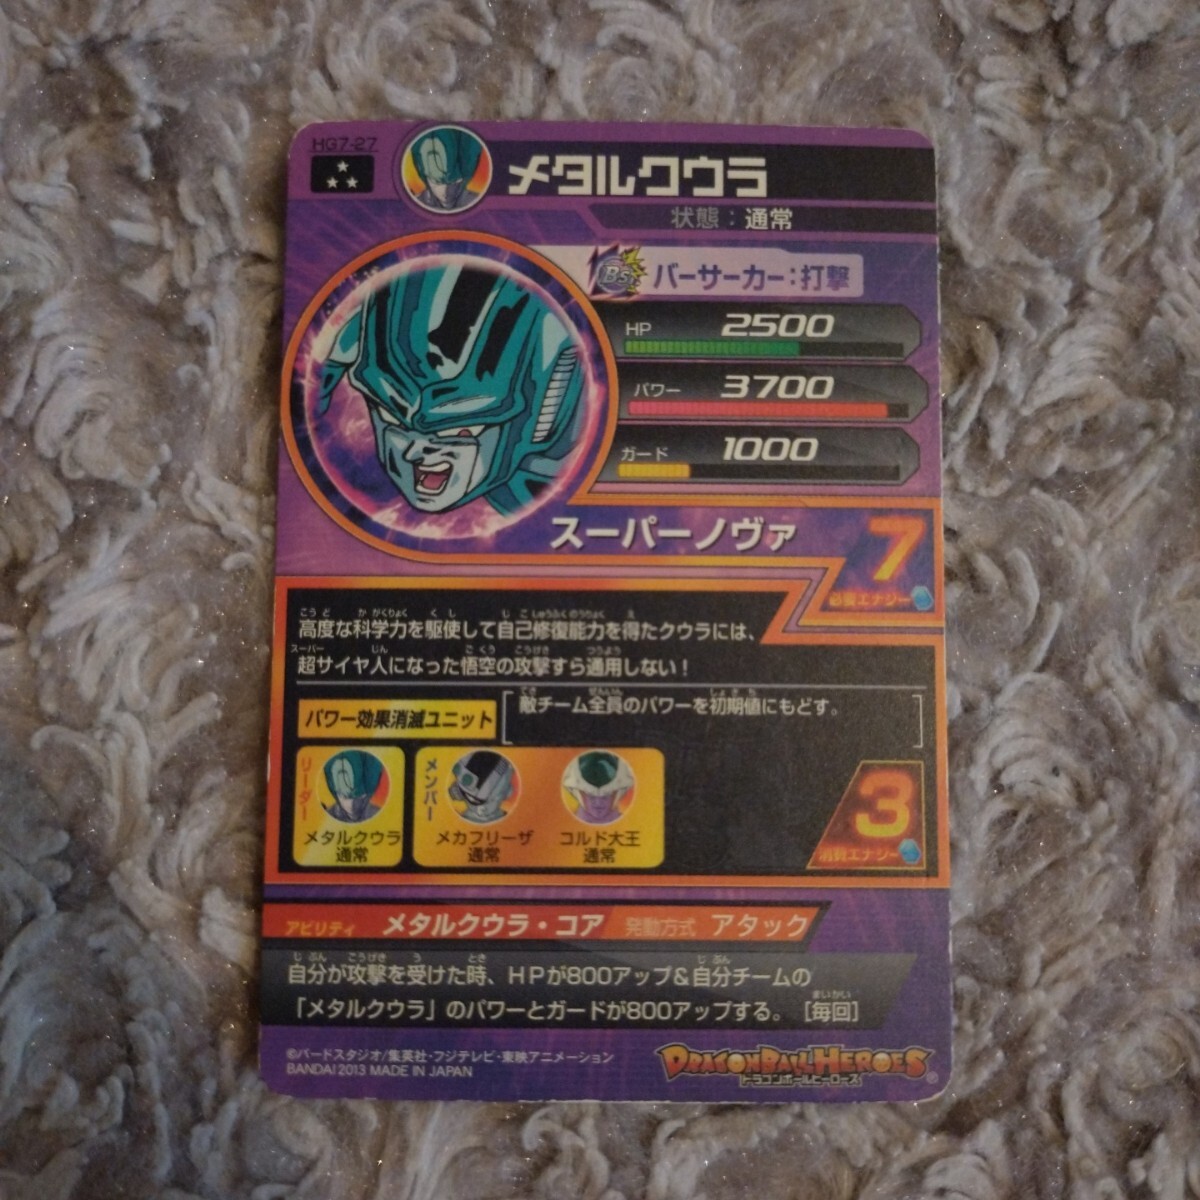 HG7-27
メタルクウラ
状態：通常
Bs バーサーカー：打撃
HP 2500
パワー 3700
ガード 1000
スーパーノヴァ
7
必要エナジー
高度な科学力を駆使して自己修復能力を得たクウラには、
超サイヤ人になった悟空の攻撃すら通用しない！
パワー効果消滅ユニット
敵チーム全員のパワーを初期値にもどす。
リーダー
メタルクウラ
通常
メンバー
メカフリーザ
通常
コルド大王
通常
3
消費エナジー
アビリティ メタルクウラ・コア 発動方式 アタック
自分が攻撃を受けた時、HPが800アップ&自分チームの
「メタルクウラ」のパワーとガードが800アップする。［毎回］
©バードスタジオ/集英社・フジテレビ・東映アニメーション
BANDAI 2013 MADE IN JAPAN
DRAGONBALL HEROES
ドラゴンボールヒーローズ